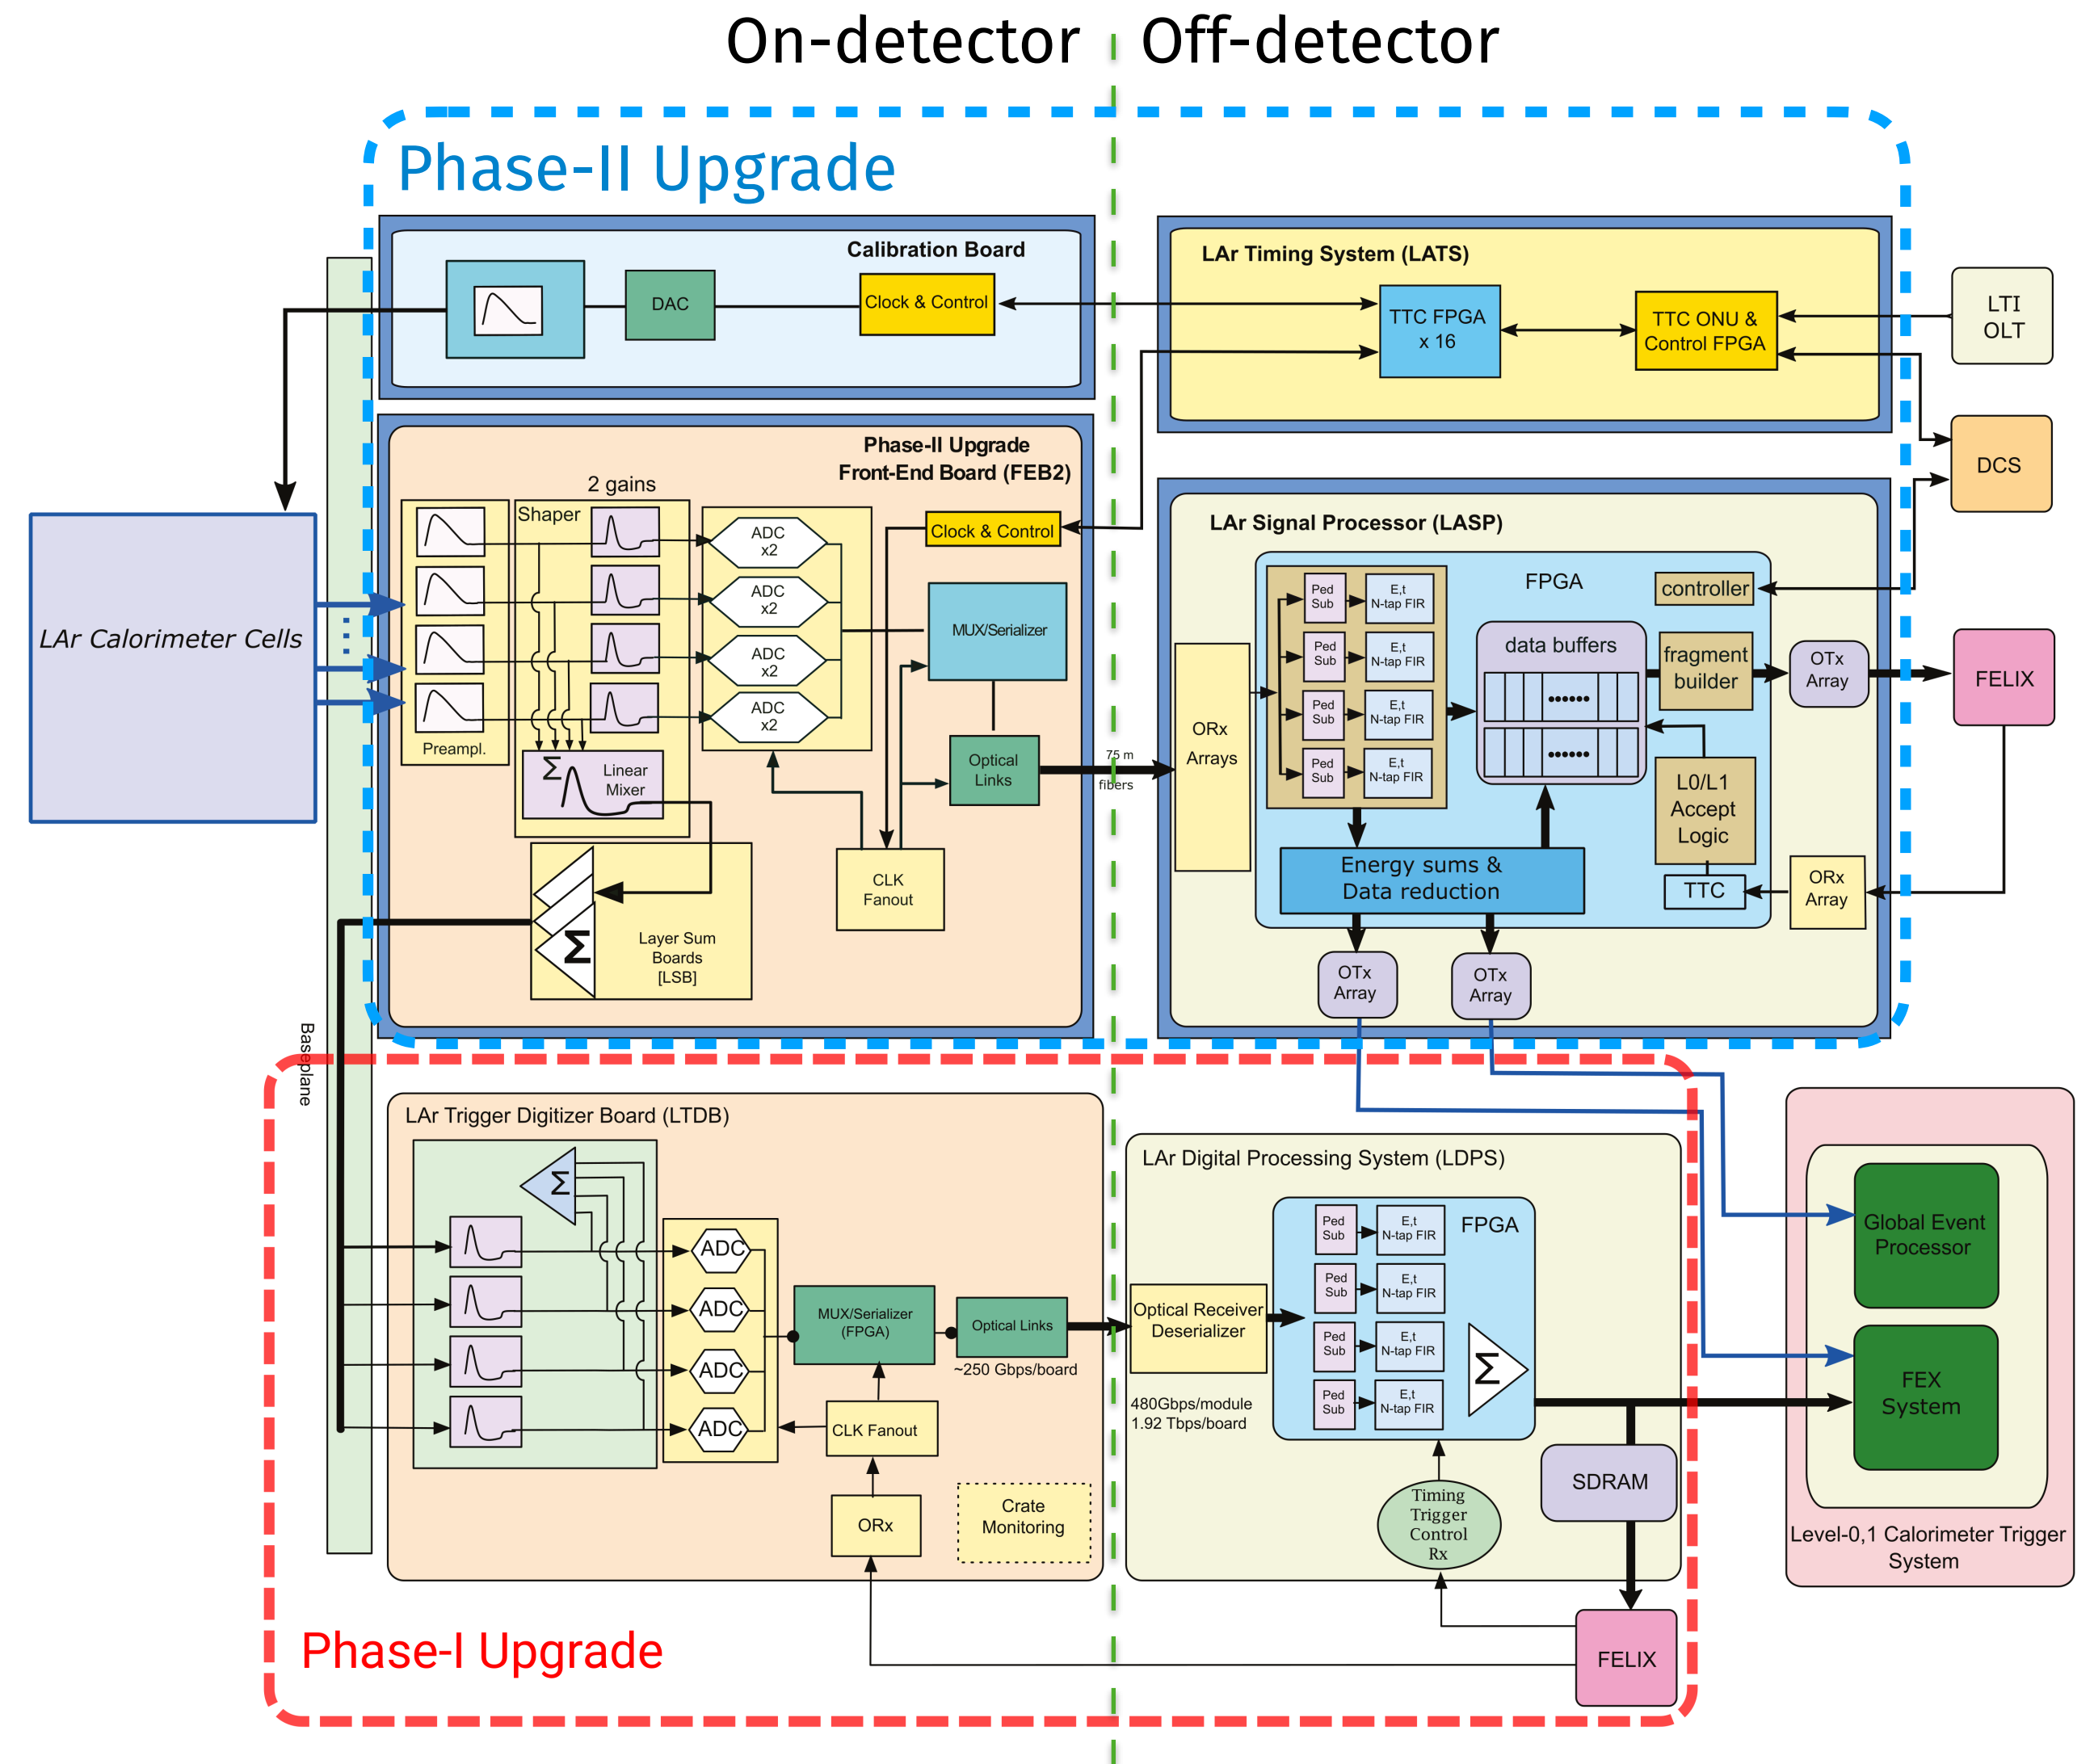 On-detector
Off-detector
Phase-II Upgrade
Calibration Board
DAC
Clock & Control
LAr Timing System (LATS)
TTC FPGA
x 16
TTC ONU &
Control FPGA
LTI
OLT
DCS
Phase-II Upgrade
Front-End Board (FEB2)
2 gains
Shaper
ADC
x2
ADC
x2
ADC
x2
ADC
x2
Clock & Control
MUX/Serializer
Preampl.
Σ
Linear
Mixer
Optical
Links
75 m
fibers
CLK
Fanout
Σ
Layer Sum
Boards
[LSB]
LAr Calorimeter Cells
Baseplane
LAr Signal Processor (LASP)
FPGA
ORx
Arrays
Ped
Sub
E,t
N-tap FIR
Ped
Sub
E,t
N-tap FIR
Ped
Sub
E,t
N-tap FIR
Ped
Sub
E,t
N-tap FIR
data buffers
controller
fragment
builder
OTx
Array
FELIX
L0/L1
Accept
Logic
TTC
ORx
Array
Energy sums &
Data reduction
OTx
Array
OTx
Array
LAr Trigger Digitizer Board (LTDB)
Σ
ADC
ADC
ADC
ADC
MUX/Serializer
(FPGA)
Optical Links
~250 Gbps/board
CLK Fanout
ORx
Crate
Monitoring
LAr Digital Processing System (LDPS)
Optical Receiver
Deserializer
480Gbps/module
1.92 Tbps/board
FPGA
Ped
Sub
E,t
N-tap FIR
Ped
Sub
E,t
N-tap FIR
Ped
Sub
E,t
N-tap FIR
Ped
Sub
E,t
N-tap FIR
Σ
Timing
Trigger
Control
Rx
SDRAM
FELIX
Global Event
Processor
FEX
System
Level-0,1 Calorimeter Trigger
System
Phase-I Upgrade